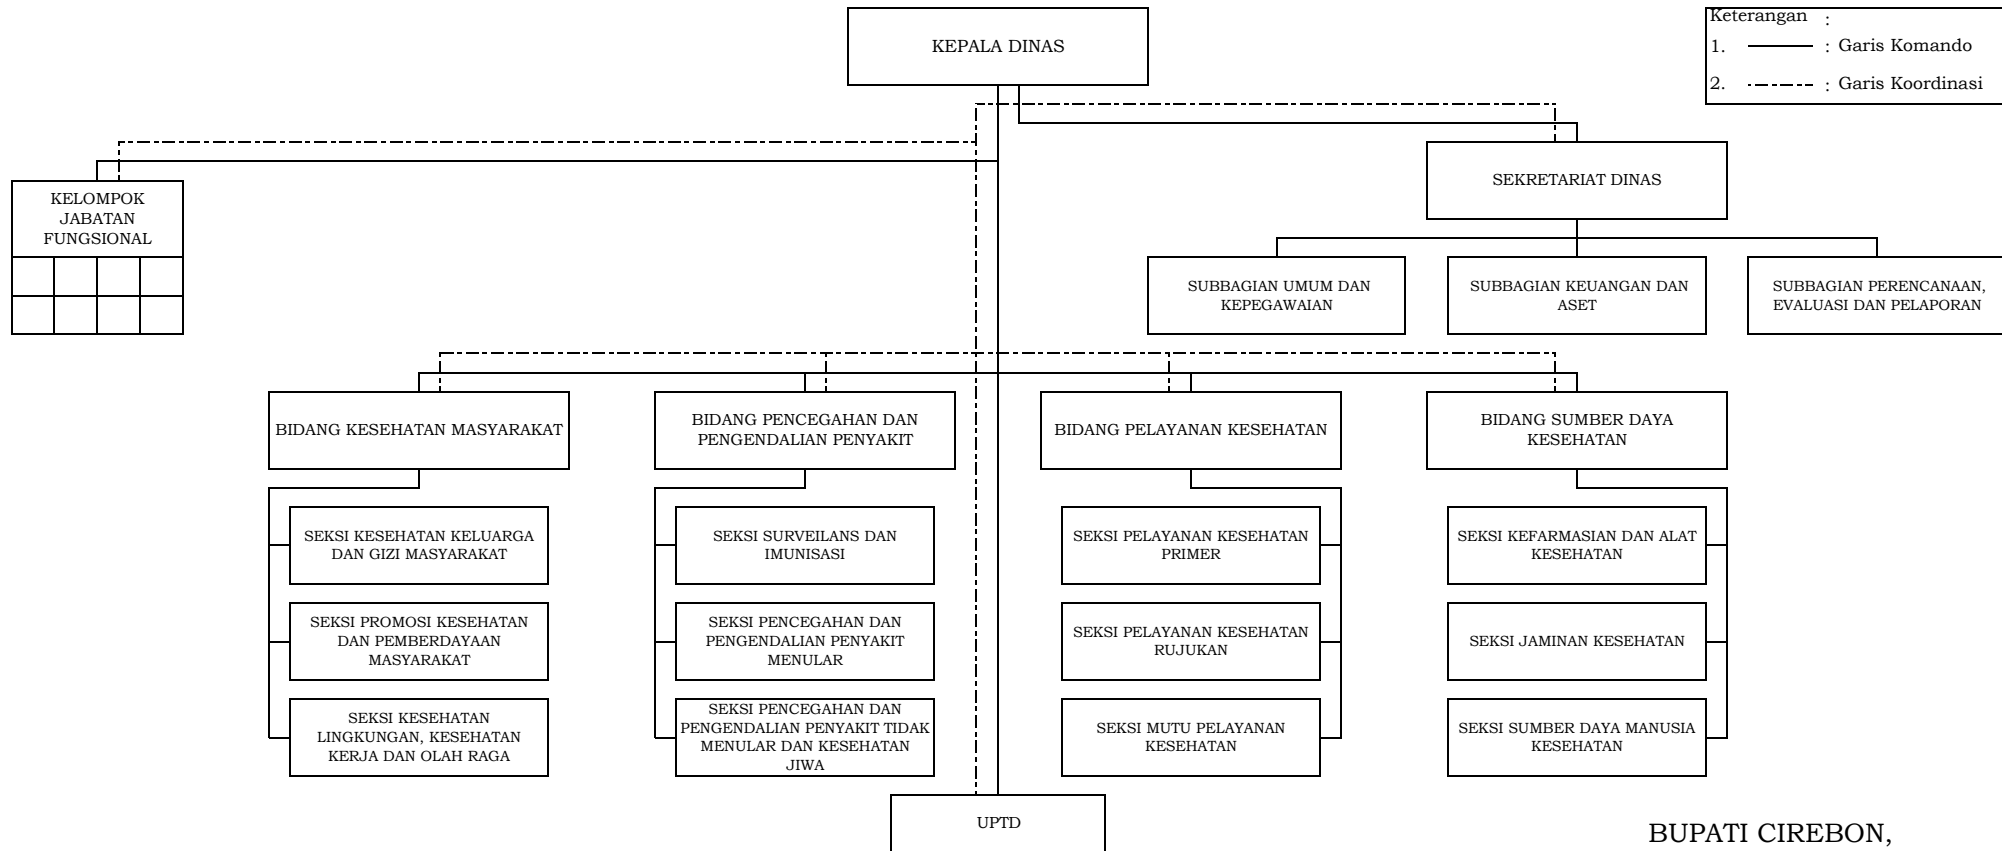 KEPALA DINAS
Keterangan :
1. : Garis Komando
2. : Garis Koordinasi
KELOMPOK
JABATAN
FUNGSIONAL
SEKRETARIAT DINAS
SUBBAGIAN UMUM DAN
KEPEGAWAIAN
SUBBAGIAN KEUANGAN DAN
ASET
SUBBAGIAN PERENCANAAN,
EVALUASI DAN PELAPORAN
BIDANG KESEHATAN MASYARAKAT
BIDANG PENCEGAHAN DAN
PENGENDALIAN PENYAKIT
BIDANG PELAYANAN KESEHATAN
BIDANG SUMBER DAYA
KESEHATAN
SEKSI KESEHATAN KELUARGA
DAN GIZI MASYARAKAT
SEKSI SURVEILANS DAN
IMUNISASI
SEKSI PELAYANAN KESEHATAN
PRIMER
SEKSI KEFARMASIAN DAN ALAT
KESEHATAN
SEKSI PROMOSI KESEHATAN
DAN PEMBERDAYAAN
MASYARAKAT
SEKSI PENCEGAHAN DAN
PENGENDALIAN PENYAKIT
MENULAR
SEKSI PELAYANAN KESEHATAN
RUJUKAN
SEKSI JAMINAN KESEHATAN
SEKSI KESEHATAN
LINGKUNGAN, KESEHATAN
KERJA DAN OLAH RAGA
SEKSI PENCEGAHAN DAN
PENGENDALIAN PENYAKIT TIDAK
MENULAR DAN KESEHATAN
JIWA
SEKSI MUTU PELAYANAN
KESEHATAN
SEKSI SUMBER DAYA MANUSIA
KESEHATAN
UPTD
BUPATI CIREBON,